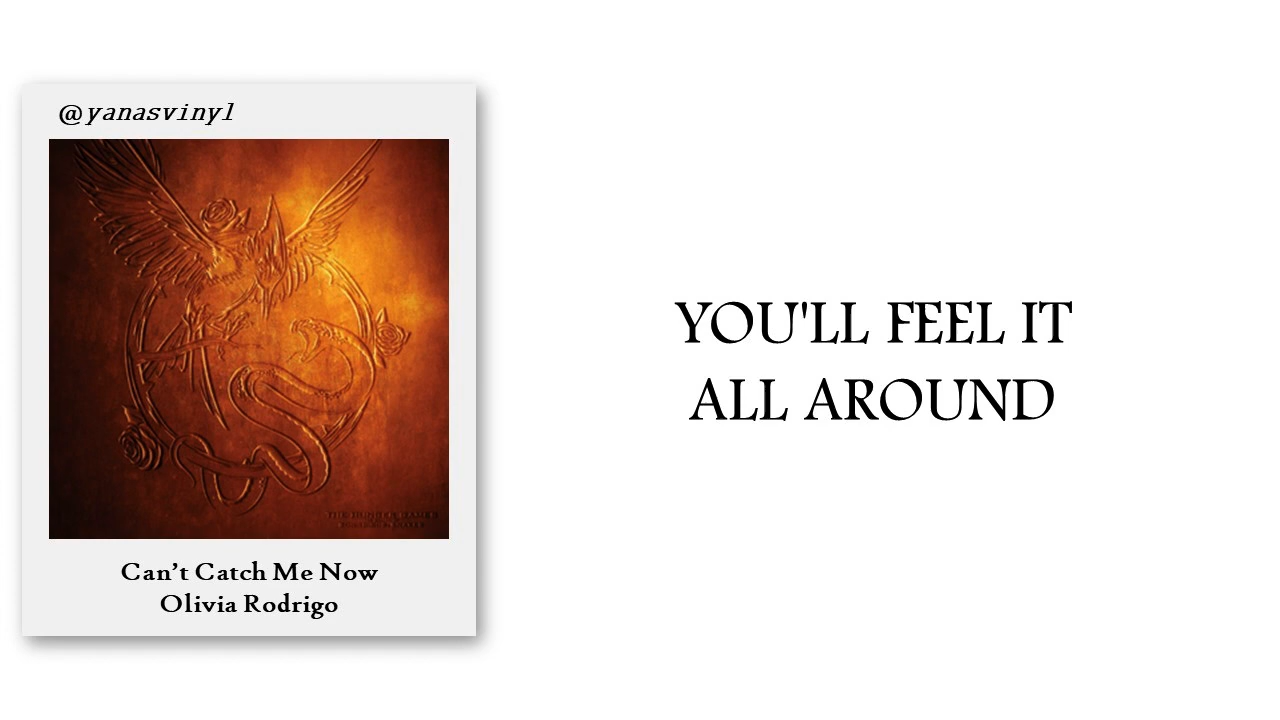 @yanasvinyl
Can't Catch Me Now
Olivia Rodrigo
YOU'LL FEEL IT
ALL AROUND